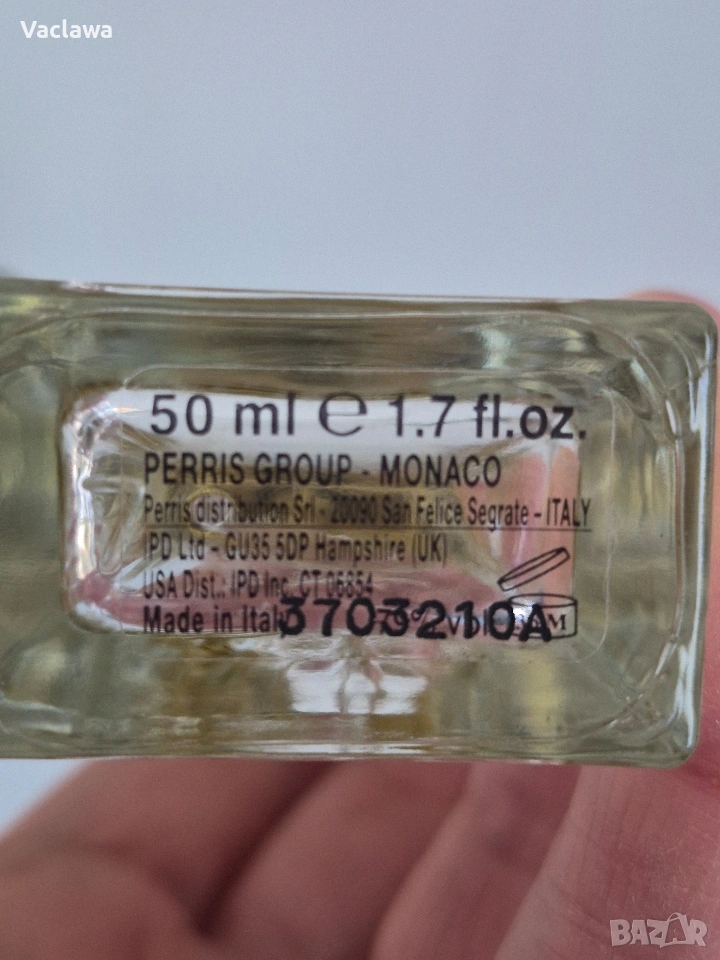 Vaclawa
50 ml ℮ 1.7 fl.oz.
PERRIS GROUP - MONACO
Perris distribution Srl - 20090 San Felice Segrate - ITALY
IPD Ltd - GU35 5DP Hampshire (UK)
USA Dist.: IPD Inc. CT 06854
Made in Italy
3703210A
BAZAR